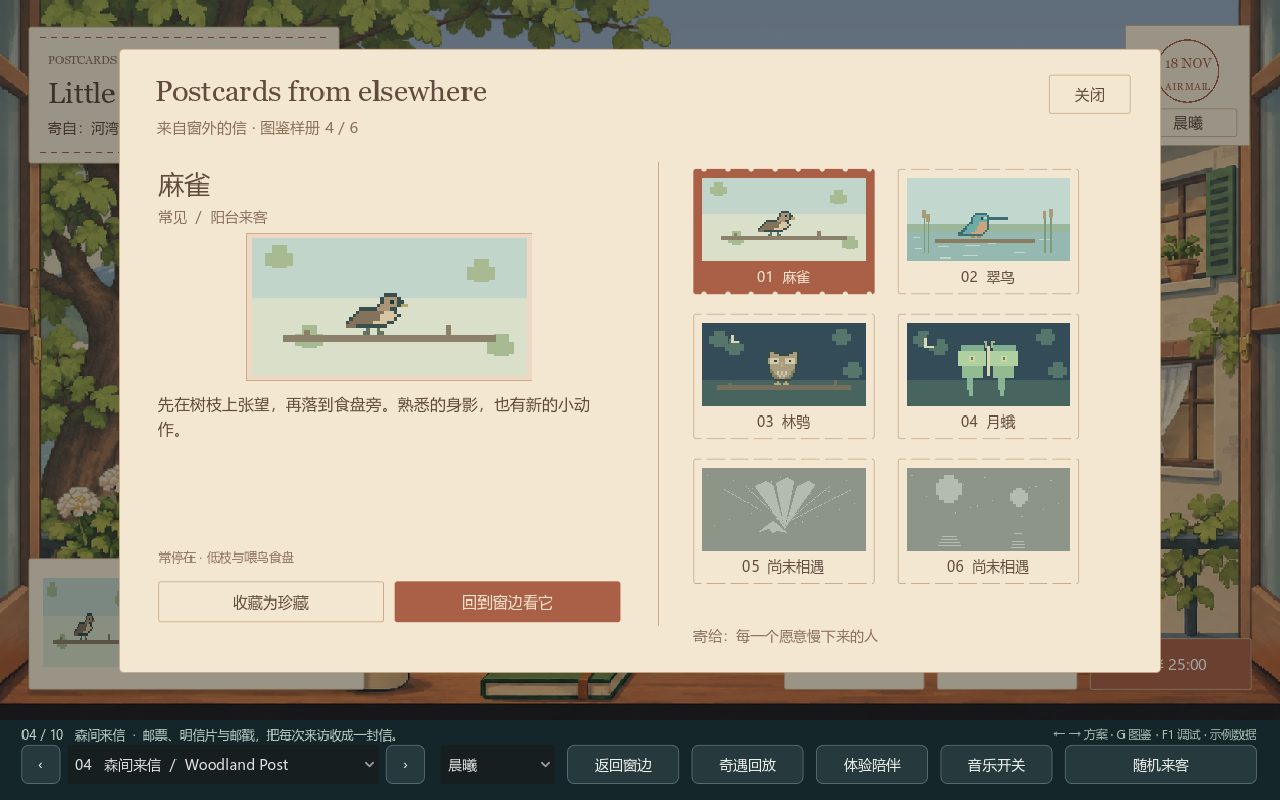 POSTCARDS
Little
寄自：河湾
18 NOV
AIR MAIL
晨曦
Postcards from elsewhere
来自窗外的信 · 图鉴样册 4 / 6
关闭
麻雀
常见 / 阳台来客
先在树枝上张望，再落到食盘旁。熟悉的身影，也有新的小动
作。
常停在 · 低枝与喂鸟食盘
收藏为珍藏
回到窗边看它
01 麻雀
02 翠鸟
03 林鸮
04 月蛾
05 尚未相遇
06 尚未相遇
寄给：每一个愿意慢下来的人
25:00
04 / 10 森间来信 · 邮票、明信片与邮戳，把每次来访收成一封信。
← → 方案 · G 图鉴 · F1 调试 · 示例数据
‹
04 森间来信 / Woodland Post
›
晨曦
返回窗边
奇遇回放
体验陪伴
音乐开关
随机来客